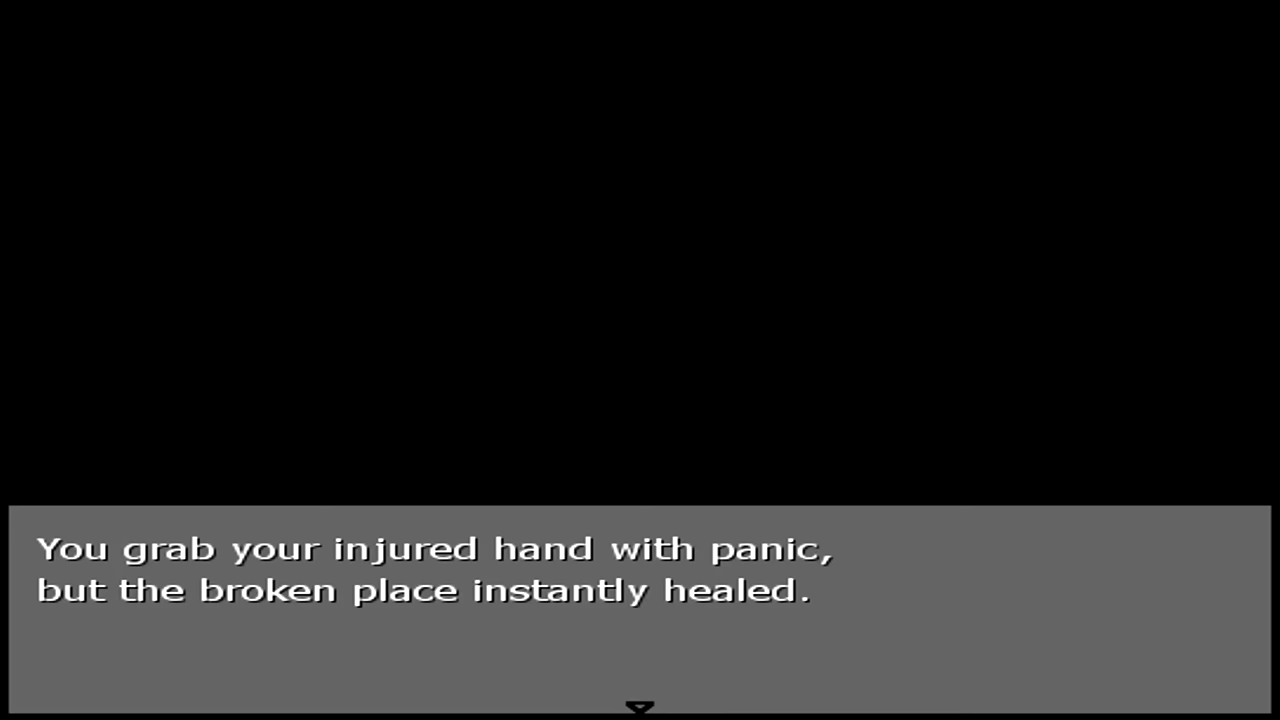 You grab your injured hand with panic,
but the broken place instantly healed.